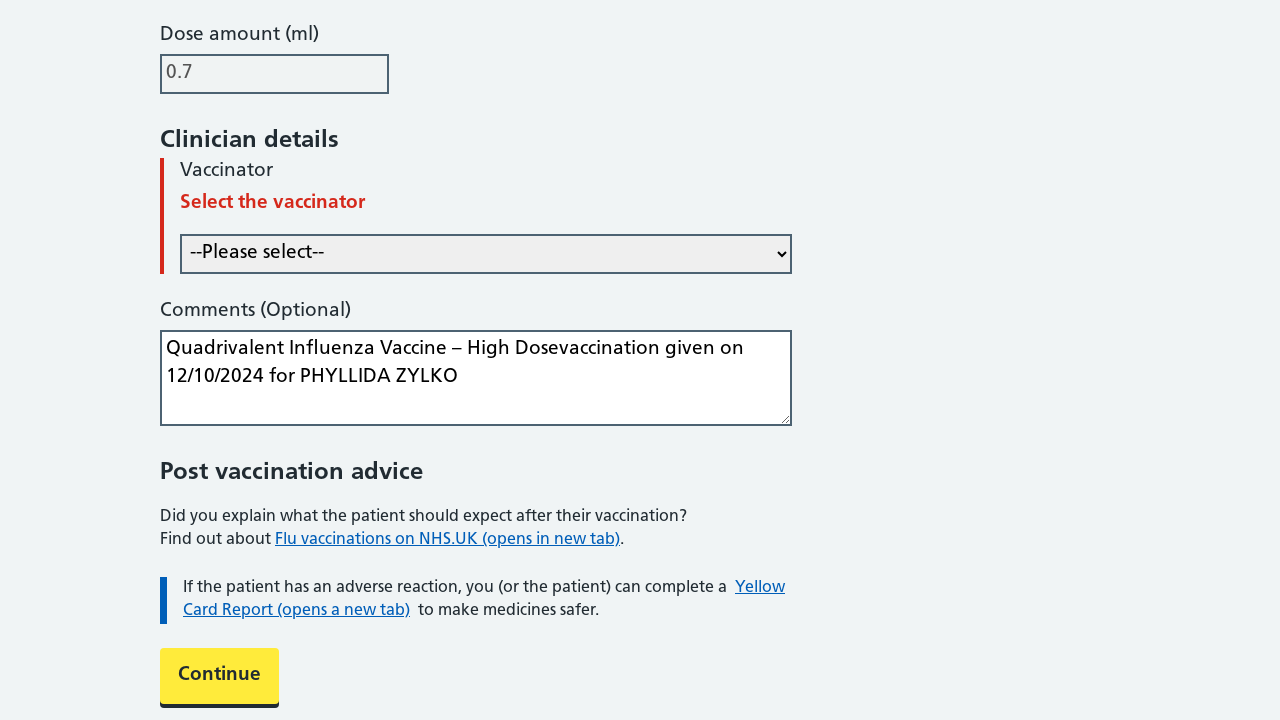 Dose amount (ml)
0.7
Clinician details
Vaccinator
Select the vaccinator
--Please select--
Comments (Optional)
Quadrivalent Influenza Vaccine – High Dosevaccination given on
12/10/2024 for PHYLLIDA ZYLKO
Post vaccination advice
Did you explain what the patient should expect after their vaccination?
Find out about Flu vaccinations on NHS.UK (opens in new tab).
If the patient has an adverse reaction, you (or the patient) can complete a Yellow
Card Report (opens a new tab) to make medicines safer.
Continue